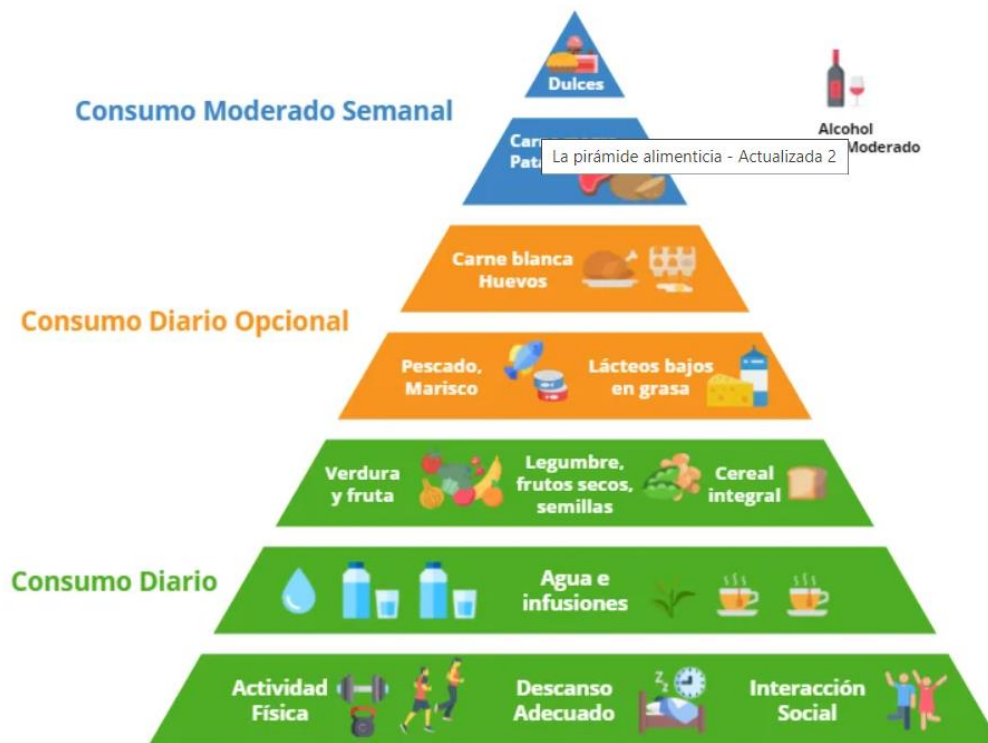 Dulces
Consumo Moderado Semanal
Alcohol
Moderado
La pirámide alimenticia - Actualizada 2
Carne blanca
Huevos
Consumo Diario Opcional
Pescado,
Marisco
Lácteos bajos
en grasa
Verdura
y fruta
Legumbre,
frutos secos,
semillas
Cereal
integral
Consumo Diario
Agua e
infusiones
Actividad
Física
Descanso
Adecuado
Interacción
Social